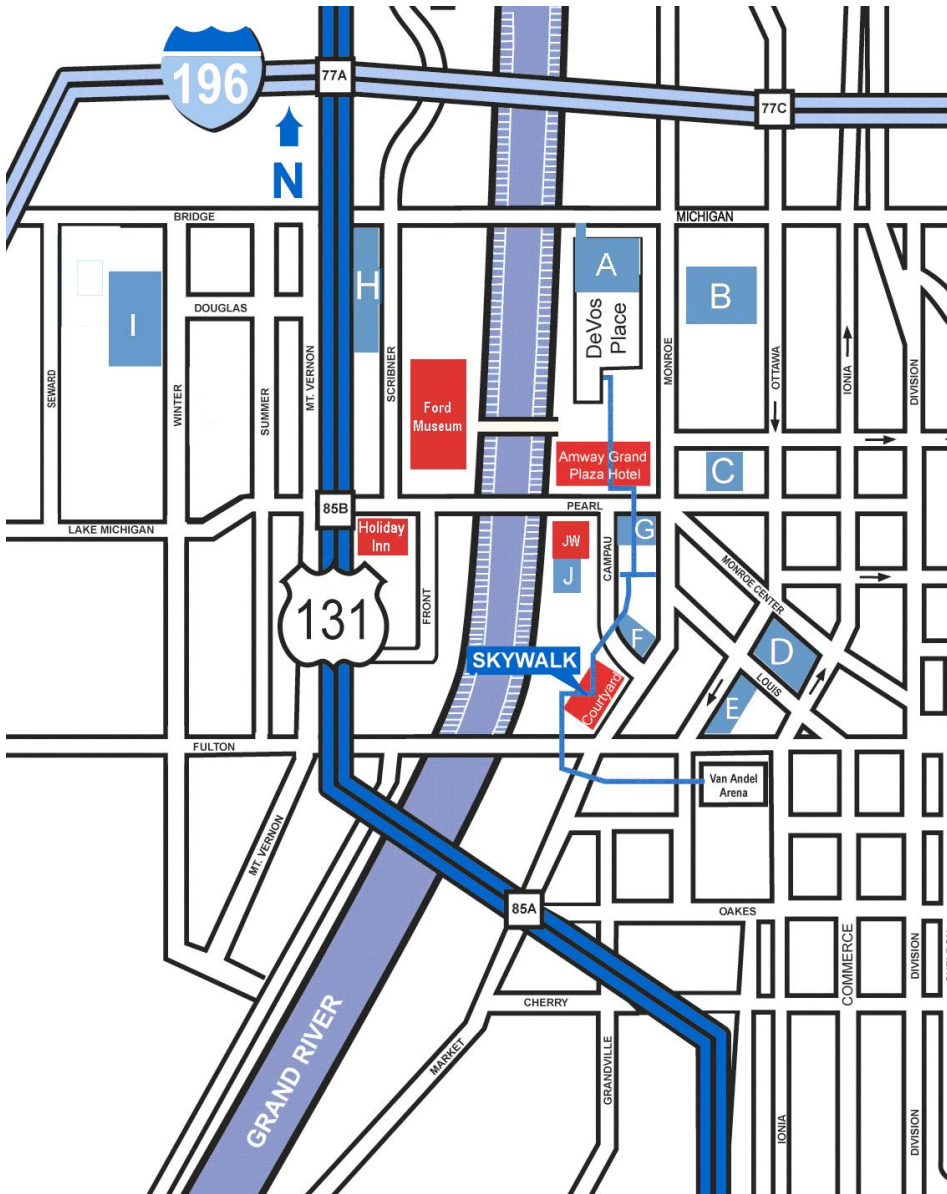 196
77A
77C
N
BRIDGE
MICHIGAN
A
DeVos
Place
B
H
I
DOUGLAS
SEWARD
WINTER
SUMMER
MT. VERNON
SCRIBNER
MONROE
OTTAWA
IONIA
DIVISION
Ford
Museum
Amway Grand
Plaza Hotel
C
85B
PEARL
LAKE MICHIGAN
Holiday
Inn
JW
J
CAMPAU
G
FRONT
MONROE CENTER
131
F
D
SKYWALK
LOUIS
Courtyard
E
FULTON
Van Andel
Arena
MT. VERNON
85A
OAKES
COMMERCE
DIVISION
CHERRY
GRAND RIVER
MARKET
GRANDVILLE
IONIA
DIVISION